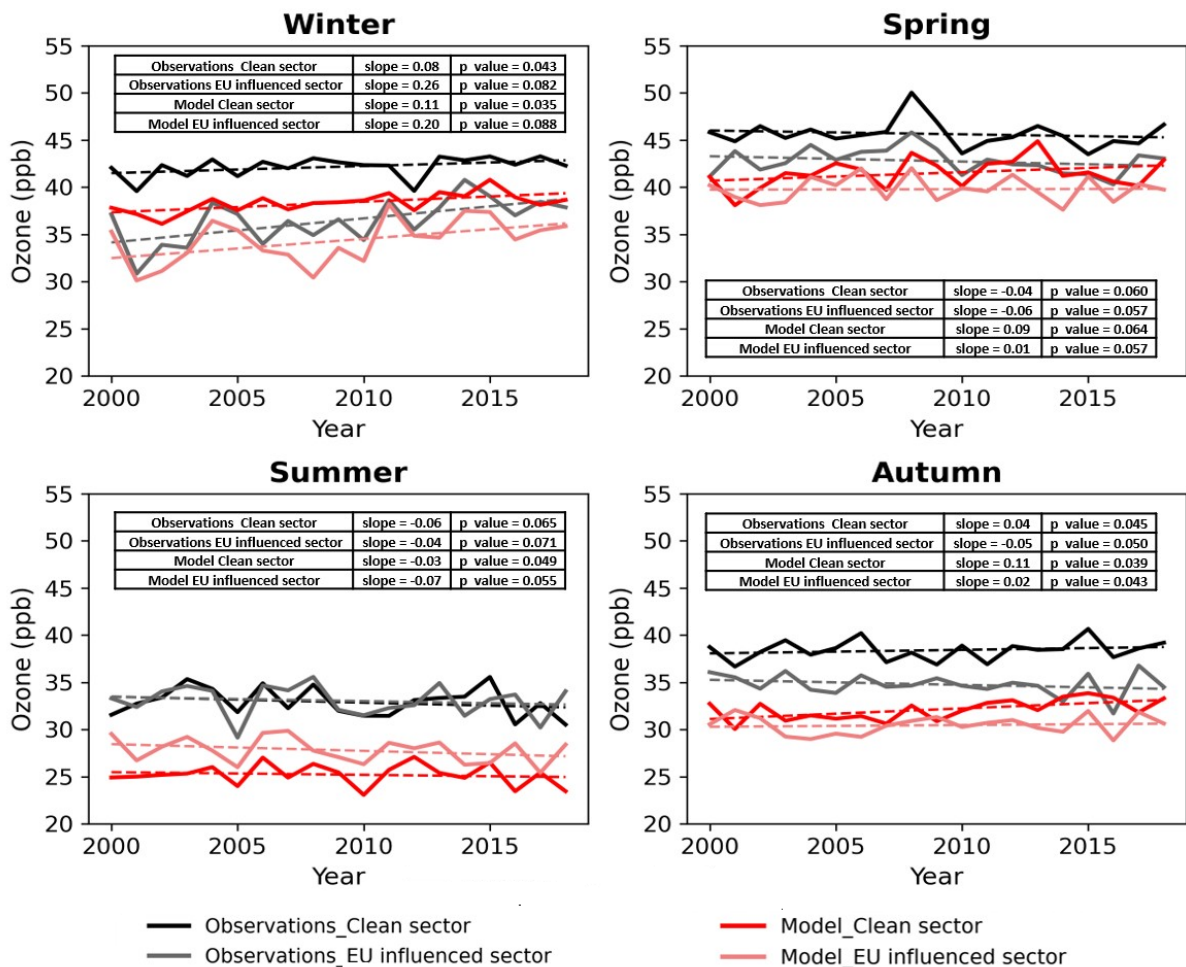 Winter
55
50
45
40
35
30
25
20
Ozone (ppb)
Observations Clean sector slope = 0.08 p value = 0.043
Observations EU influenced sector slope = 0.26 p value = 0.082
Model Clean sector slope = 0.11 p value = 0.035
Model EU influenced sector slope = 0.20 p value = 0.088
2000 2005 2010 2015
Year
Spring
55
50
45
40
35
30
25
20
Ozone (ppb)
Observations Clean sector slope = -0.04 p value = 0.060
Observations EU influenced sector slope = -0.06 p value = 0.057
Model Clean sector slope = 0.09 p value = 0.064
Model EU influenced sector slope = 0.01 p value = 0.057
2000 2005 2010 2015
Year
Summer
55
50
45
40
35
30
25
20
Ozone (ppb)
Observations Clean sector slope = -0.06 p value = 0.065
Observations EU influenced sector slope = -0.04 p value = 0.071
Model Clean sector slope = -0.03 p value = 0.049
Model EU influenced sector slope = -0.07 p value = 0.055
2000 2005 2010 2015
Year
Autumn
55
50
45
40
35
30
25
20
Ozone (ppb)
Observations Clean sector slope = 0.04 p value = 0.045
Observations EU influenced sector slope = -0.05 p value = 0.050
Model Clean sector slope = 0.11 p value = 0.039
Model EU influenced sector slope = 0.02 p value = 0.043
2000 2005 2010 2015
Year
Observations_Clean sector
Observations_EU influenced sector
Model_Clean sector
Model_EU influenced sector